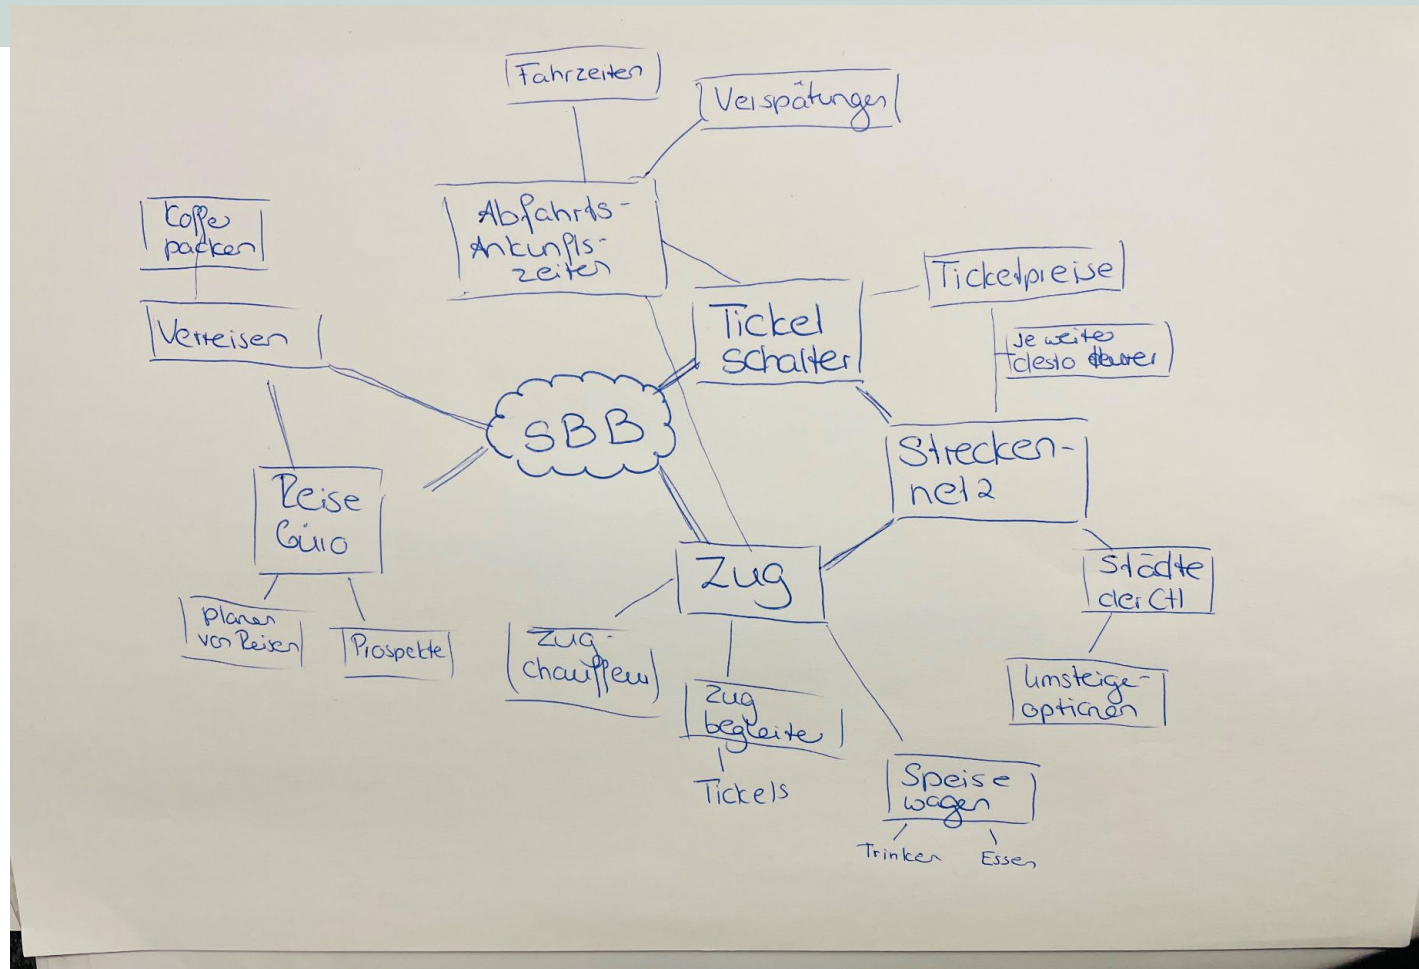 Fahrzeiten
Verspätungen
Abfahrts-
Ankunfts-
zeiten
Koffer
packen
Verreisen
Ticket
schalter
Ticketpreise
je weiter
desto teurer
SBB
Strecken-
netz
Reise
büro
Zug
Städte
der CH
planen
von Reisen
Prospekte
Zug-
chauffeur
Zug
begleiter
Tickets
Umsteige-
optionen
Speise
wagen
Trinken
Essen